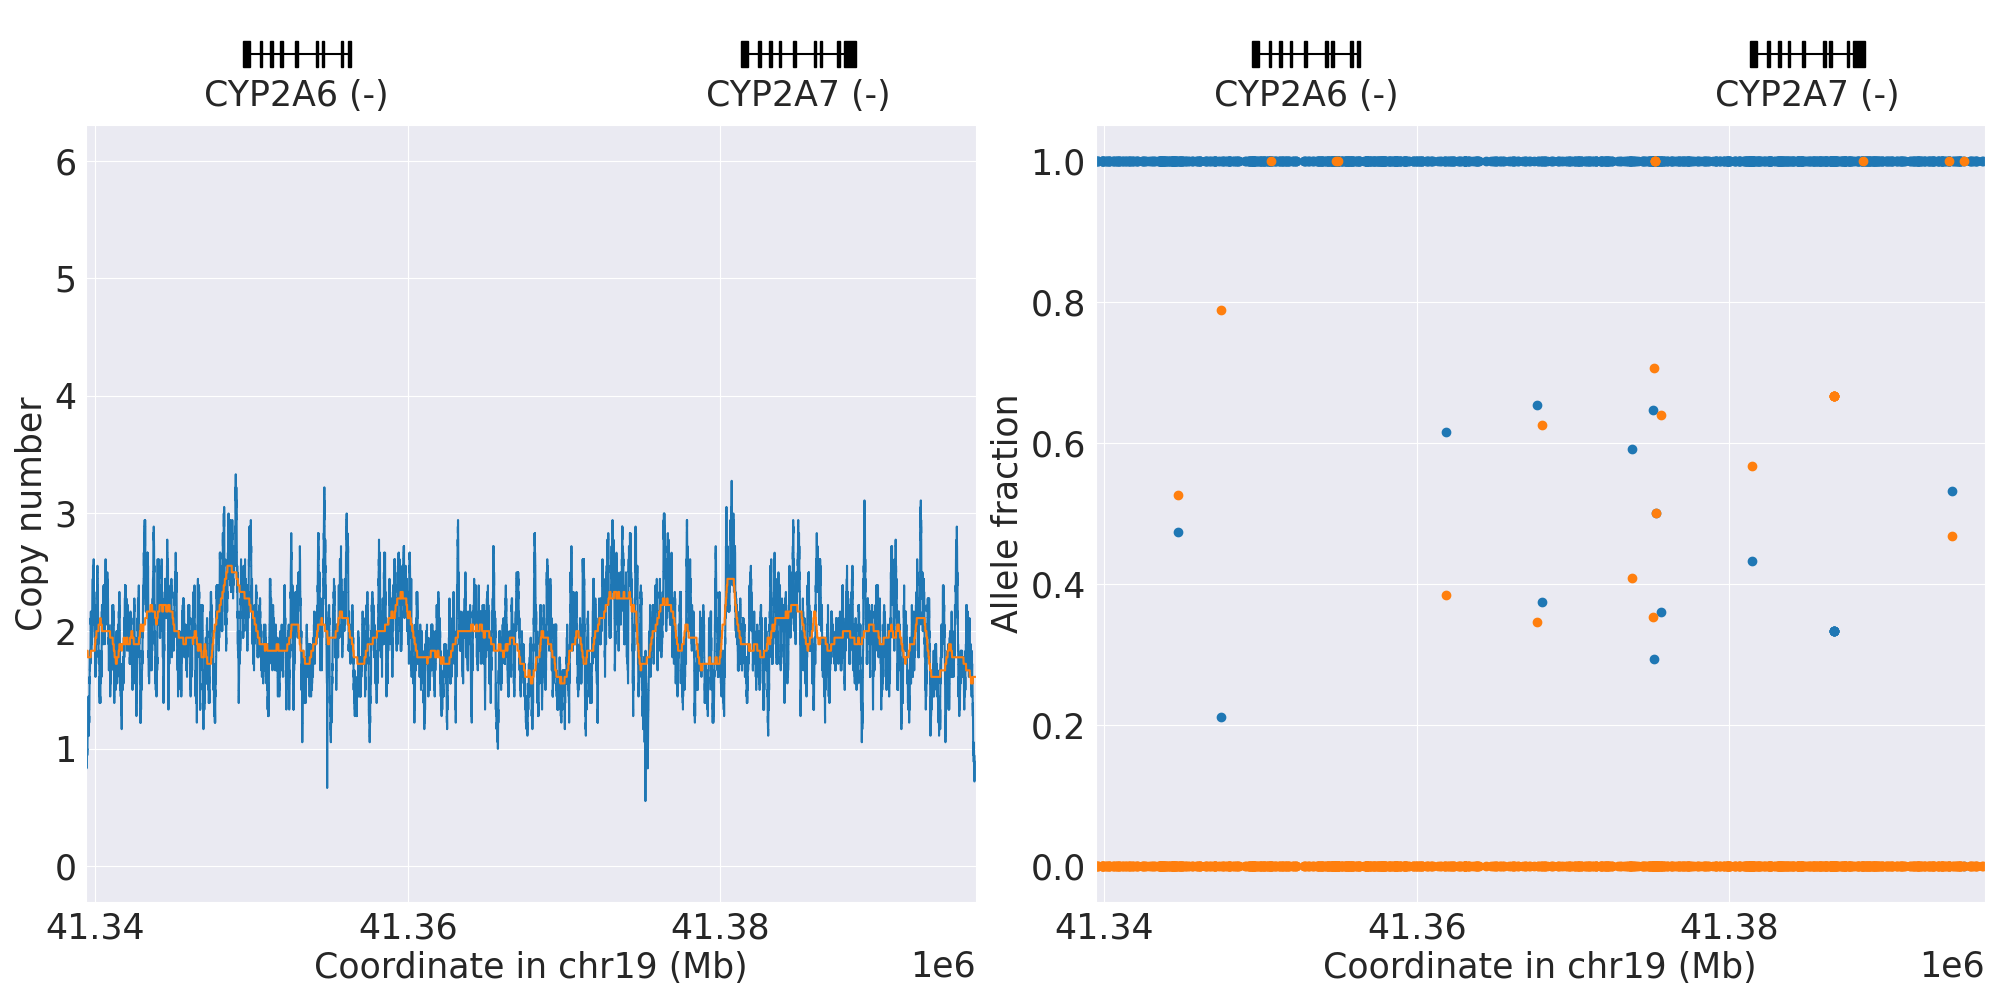 CYP2A6 (-)
CYP2A7 (-)
6
5
4
3
2
1
0
Copy number
41.34
41.36
41.38
Coordinate in chr19 (Mb)
1e6
CYP2A6 (-)
CYP2A7 (-)
1.0
0.8
0.6
0.4
0.2
0.0
Allele fraction
41.34
41.36
41.38
Coordinate in chr19 (Mb)
1e6